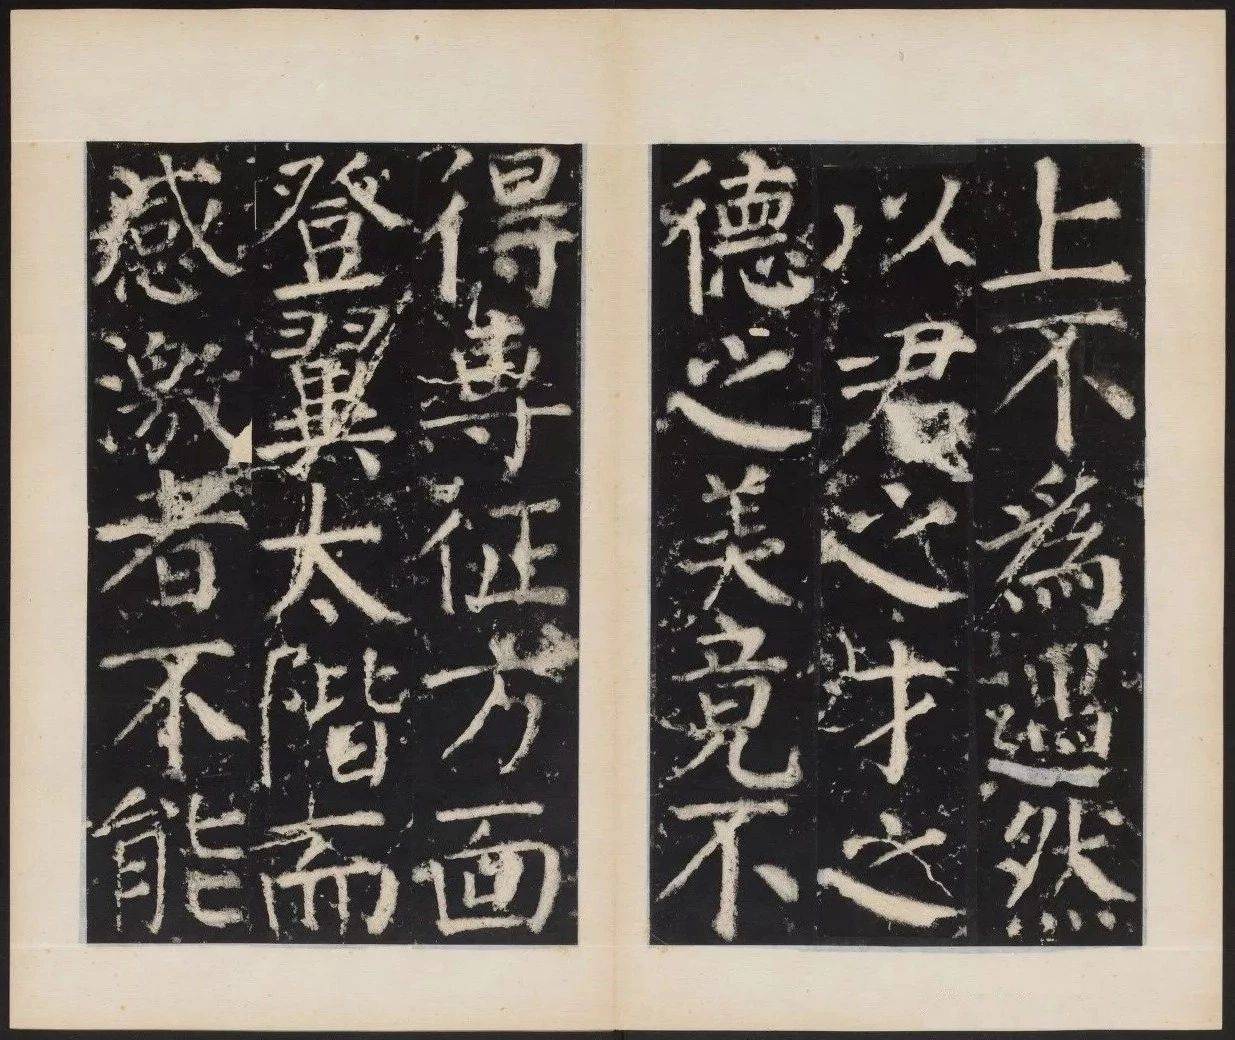 上不為過然
以君之才之
德之美竟不
得專征方面
登翼太階而
感激者不能